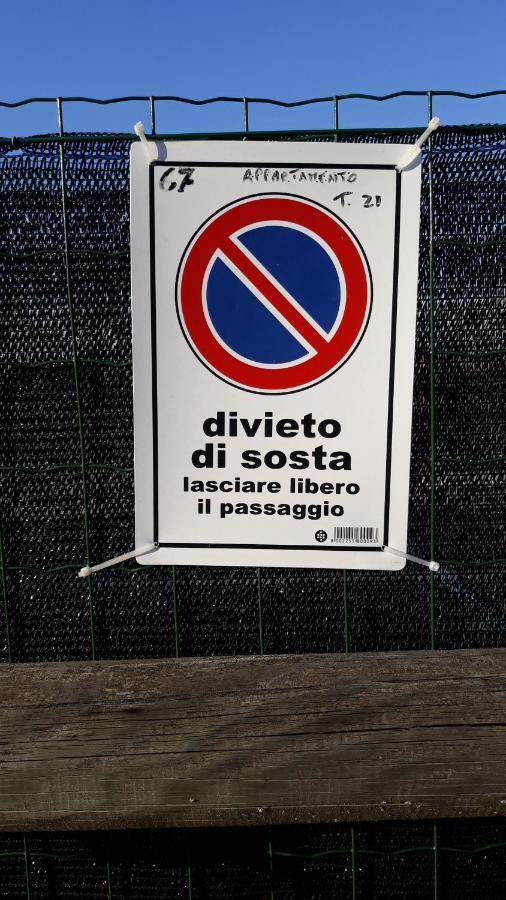 67 APPARTAMENTO
T. 21
divieto
di sosta
lasciare libero
il passaggio